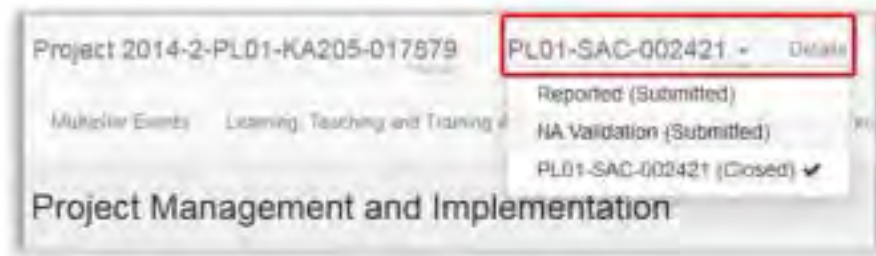 Project 2014-2-PL01-KA205-017879 PL01-SAC-002421 Details
Reported (Submitted)
Multiplier Events Learning, Teaching and Training
NA Validation (Submitted)
PL01-SAC-002421 (Closed) ✔
Project Management and Implementation